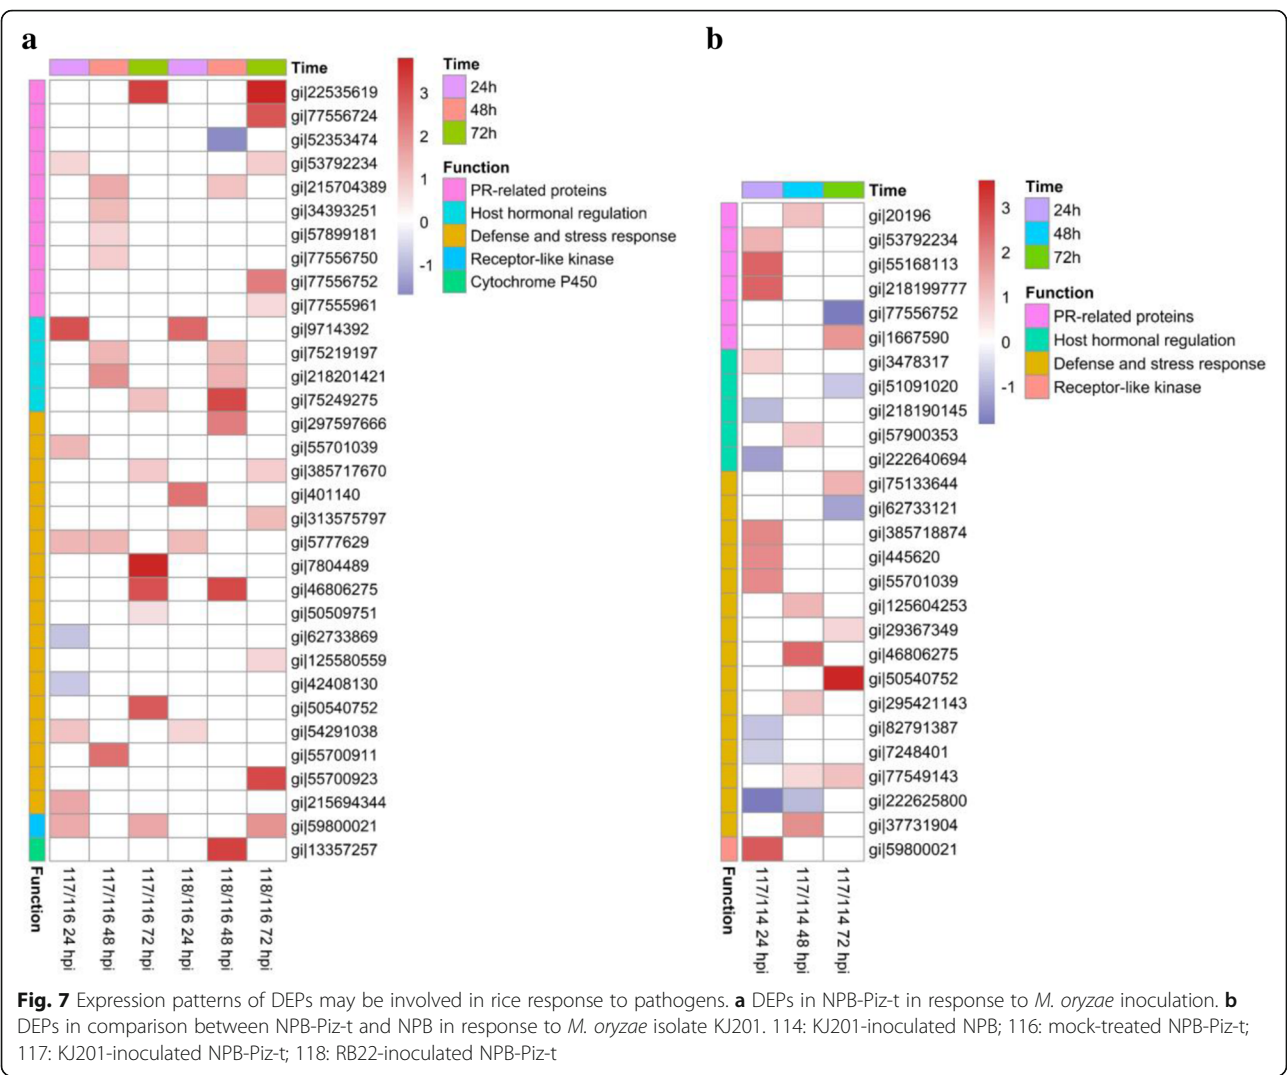 a
Time
gi|22535619
gi|77556724
gi|52353474
gi|53792234
gi|215704389
gi|34393251
gi|57899181
gi|77556750
gi|77556752
gi|77555961
gi|9714392
gi|75219197
gi|218201421
gi|75249275
gi|297597666
gi|55701039
gi|385717670
gi|401140
gi|313575797
gi|5777629
gi|7804489
gi|46806275
gi|50509751
gi|62733869
gi|125580559
gi|42408130
gi|50540752
gi|54291038
gi|55700911
gi|55700923
gi|215694344
gi|59800021
gi|13357257
Function
117/116 24 hpi
117/116 48 hpi
117/116 72 hpi
118/116 24 hpi
118/116 48 hpi
118/116 72 hpi
3
2
1
0
-1
Time
24h
48h
72h
Function
PR-related proteins
Host hormonal regulation
Defense and stress response
Receptor-like kinase
Cytochrome P450
b
Time
gi|20196
gi|53792234
gi|55168113
gi|218199777
gi|77556752
gi|1667590
gi|3478317
gi|51091020
gi|218190145
gi|57900353
gi|222640694
gi|75133644
gi|62733121
gi|385718874
gi|445620
gi|55701039
gi|125604253
gi|29367349
gi|46806275
gi|50540752
gi|295421143
gi|82791387
gi|7248401
gi|77549143
gi|222625800
gi|37731904
gi|59800021
Function
117/114 24 hpi
117/114 48 hpi
117/114 72 hpi
3
2
1
0
-1
Time
24h
48h
72h
Function
PR-related proteins
Host hormonal regulation
Defense and stress response
Receptor-like kinase
Fig. 7 Expression patterns of DEPs may be involved in rice response to pathogens. a DEPs in NPB-Piz-t in response to M. oryzae inoculation. b
DEPs in comparison between NPB-Piz-t and NPB in response to M. oryzae isolate KJ201. 114: KJ201-inoculated NPB; 116: mock-treated NPB-Piz-t;
117: KJ201-inoculated NPB-Piz-t; 118: RB22-inoculated NPB-Piz-t